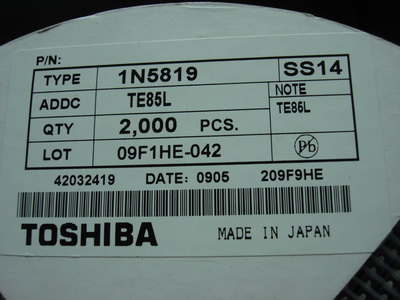 P/N:
TYPE 1N5819 SS14
ADDC TE85L NOTE
TE85L
QTY 2,000 PCS.
LOT 09F1HE-042 Pb
42032419 DATE: 0905 209F9HE
TOSHIBA MADE IN JAPAN